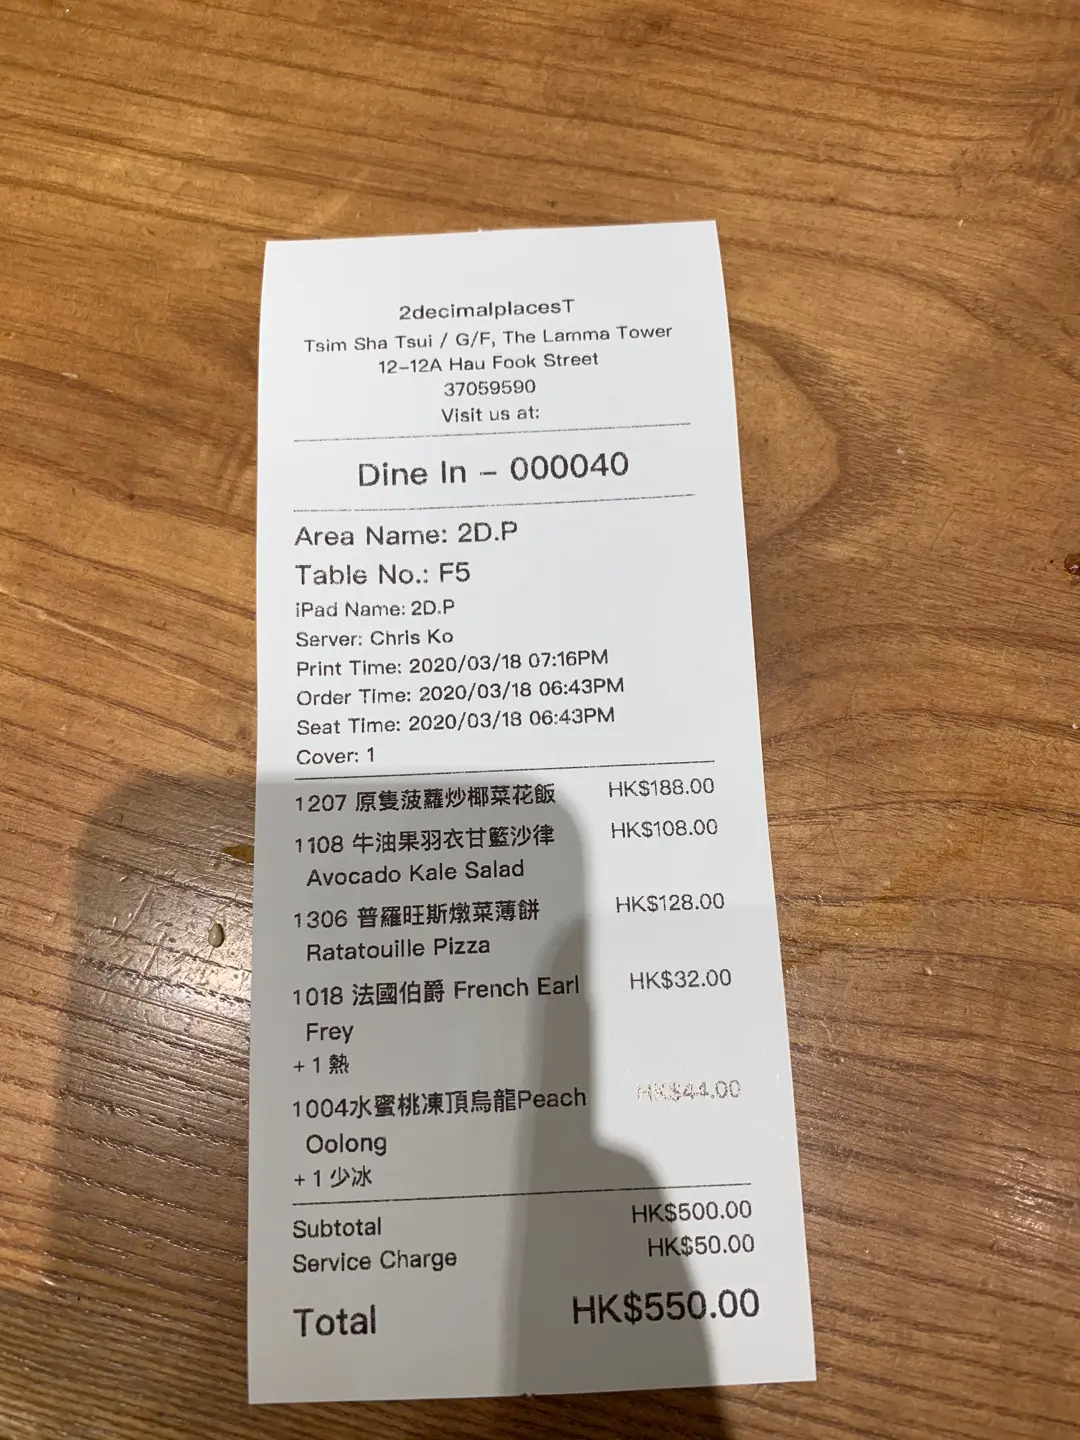 2decimalplacesT
Tsim Sha Tsui / G/F, The Lamma Tower
12-12A Hau Fook Street
37059590
Visit us at:
Dine In - 000040
Area Name: 2D.P
Table No.: F5
iPad Name: 2D.P
Server: Chris Ko
Print Time: 2020/03/18 07:16PM
Order Time: 2020/03/18 06:43PM
Seat Time: 2020/03/18 06:43PM
Cover: 1
1207 原隻菠蘿炒椰菜花飯 HK$188.00
1108 牛油果羽衣甘籃沙律 HK$108.00
Avocado Kale Salad
1306 普羅旺斯燉菜薄餅 HK$128.00
Ratatouille Pizza
1018 法國伯爵 French Earl HK$32.00
Frey
+ 1 熱
1004水蜜桃凍頂烏龍Peach HK$44.00
Oolong
+ 1 少冰
Subtotal HK$500.00
Service Charge HK$50.00
Total HK$550.00